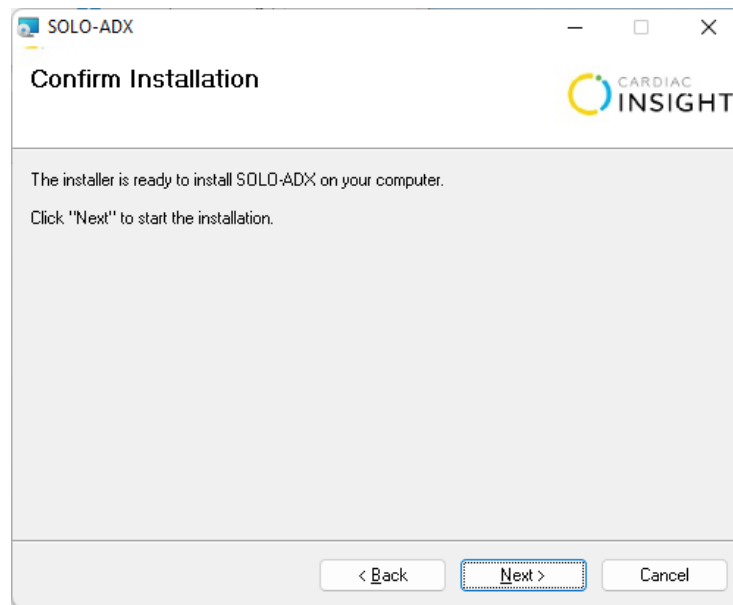 SOLO-ADX
Confirm Installation
CARDIAC
INSIGHT
The installer is ready to install SOLO-ADX on your computer.
Click "Next" to start the installation.
< Back
Next >
Cancel